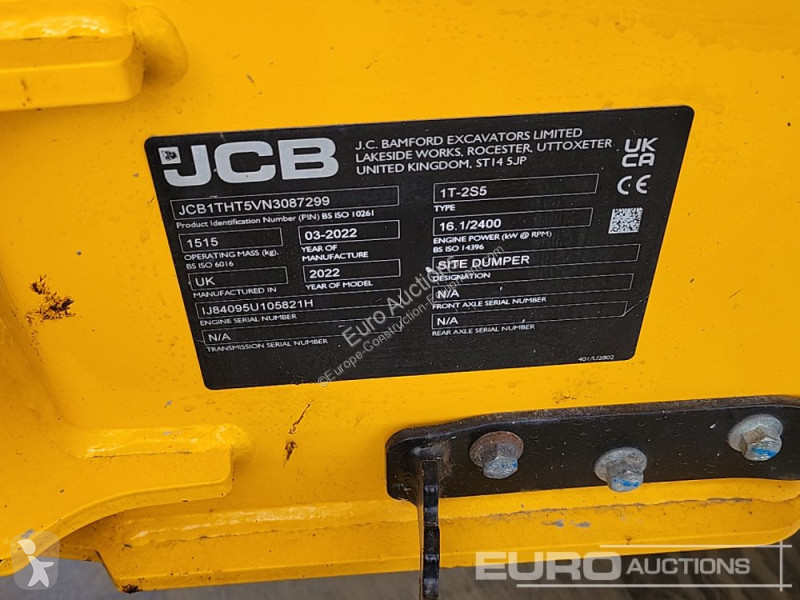 JCB
J.C. BAMFORD EXCAVATORS LIMITED
LAKESIDE WORKS, ROCESTER, UTTOXETER
UNITED KINGDOM, ST14 5JP
UK
CA
CE
JCB1THT5VN3087299
Product Identification Number (PIN) BS ISO 10261
1T-2S5
TYPE
1515
OPERATING MASS (kg).
BS ISO 6016
03-2022
YEAR OF
MANUFACTURE
16.1/2400
ENGINE POWER (kW @ RPM)
BS ISO 14396
UK
MANUFACTURED IN
2022
YEAR OF MODEL
SITE DUMPER
DESIGNATION
IJ84095U105821H
ENGINE SERIAL NUMBER
N/A
FRONT AXLE SERIAL NUMBER
N/A
TRANSMISSION SERIAL NUMBER
N/A
REAR AXLE SERIAL NUMBER
Euro Auctions
©Europe-Construction-Equipment.com
EURO AUCTIONS